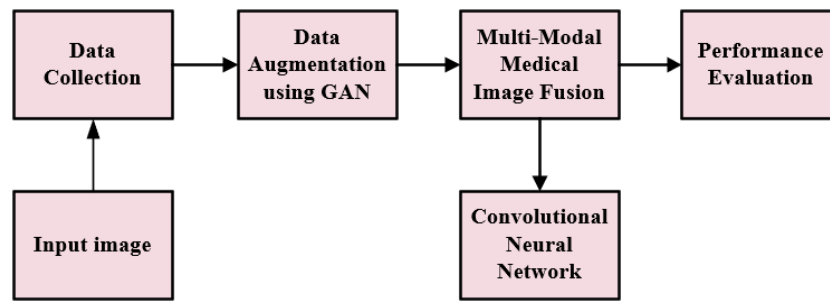 Data
Collection
Data
Augmentation
using GAN
Multi-Modal
Medical
Image Fusion
Performance
Evaluation
Input image
Convolutional
Neural
Network